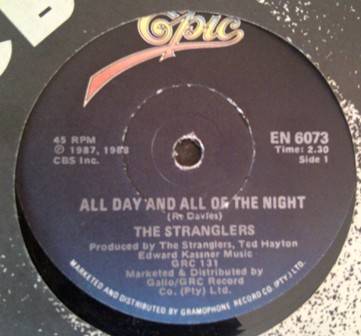 Epic
45 RPM
℗ 1987, 1988
CBS Inc.
EN 6073
Time: 2.30
Side 1
ALL DAY AND ALL OF THE NIGHT
(R. Davies)
THE STRANGLERS
Produced by The Stranglers, Ted Hayton
Edward Kassner Music
GRC 131
Marketed & Distributed by
Gallo/GRC Record
Co. (Pty) Ltd.
MARKETED AND DISTRIBUTED BY GRAMOPHONE RECORD CO (PTY.) LTD.